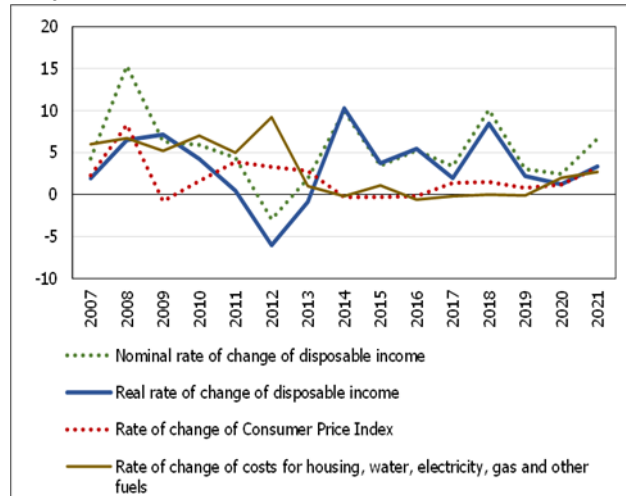 20
15
10
5
0
-5
-10
2007 2008 2009 2010 2011 2012 2013 2014 2015 2016 2017 2018 2019 2020 2021
Nominal rate of change of disposable income
Real rate of change of disposable income
Rate of change of Consumer Price Index
Rate of change of costs for housing, water, electricity, gas and other
fuels